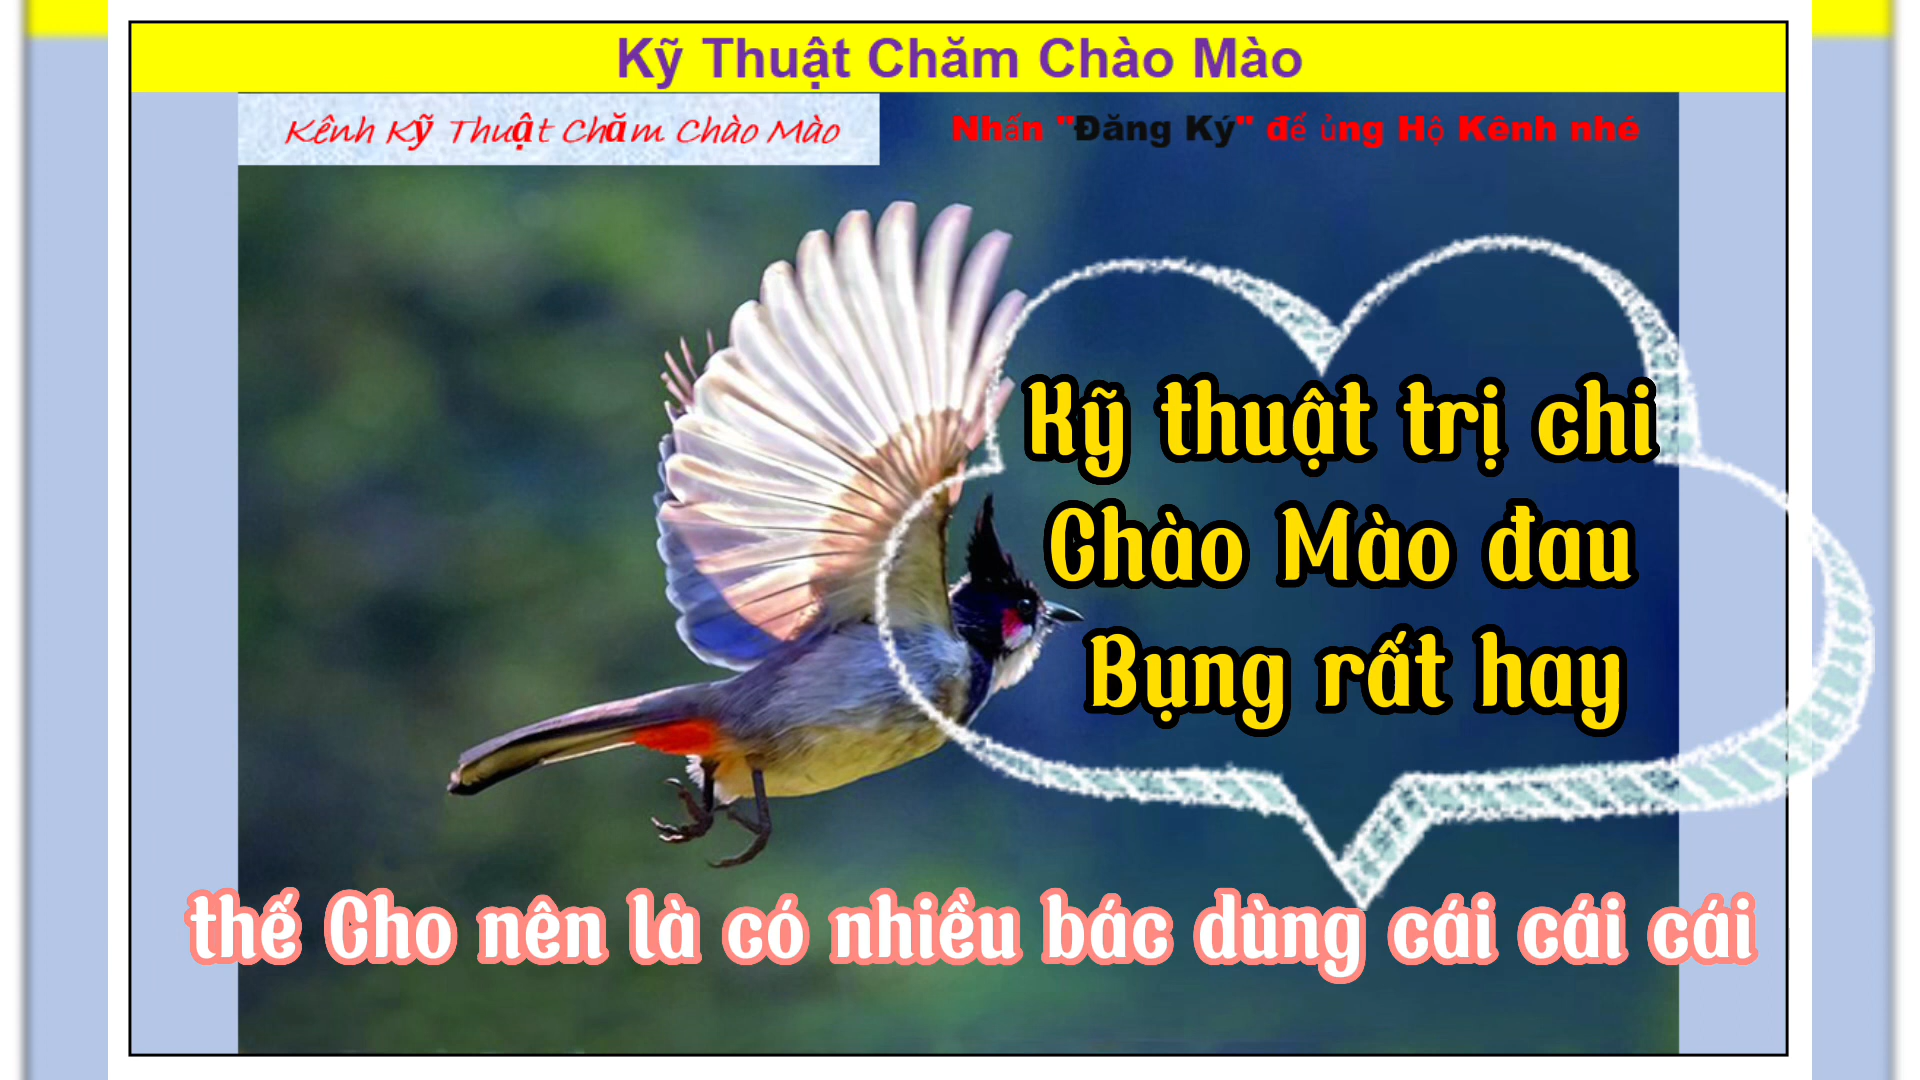 Kỹ Thuật Chăm Chào Mào
Kênh Kỹ Thuật Chăm Chào Mào
Nhấn "Đăng Ký" để ủng Hộ Kênh nhé
Kỹ thuật trị chi
Chào Mào đau
Bụng rất hay
thế Cho nên là có nhiều bác dùng cái cái cái